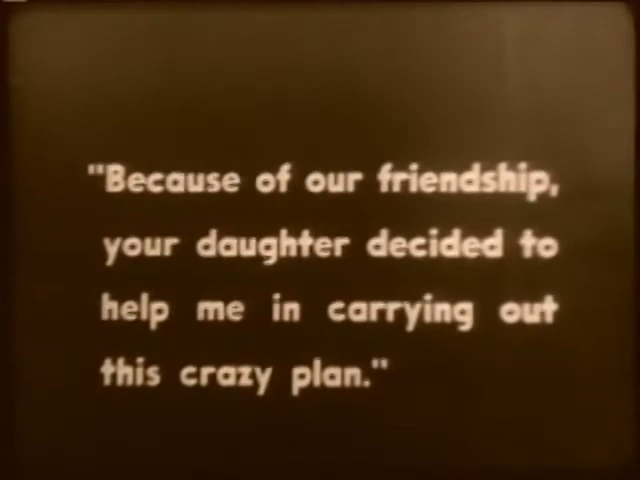 "Because of our friendship,
your daughter decided to
help me in carrying out
this crazy plan."